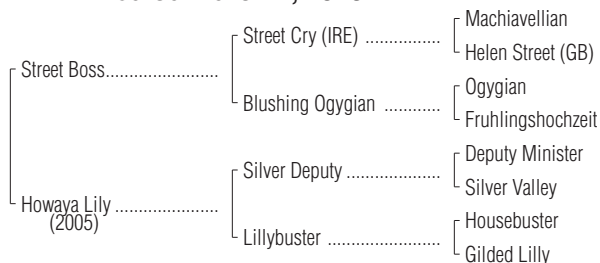 Machiavellian
Street Cry (IRE) ................
Helen Street (GB)
Street Boss........................
Ogygian
Blushing Ogygian ............
Fruhlingshochzeit
Deputy Minister
Silver Deputy ....................
Silver Valley
Howaya Lily ......................
(2005)
Housebuster
Lillybuster ........................
Gilded Lilly